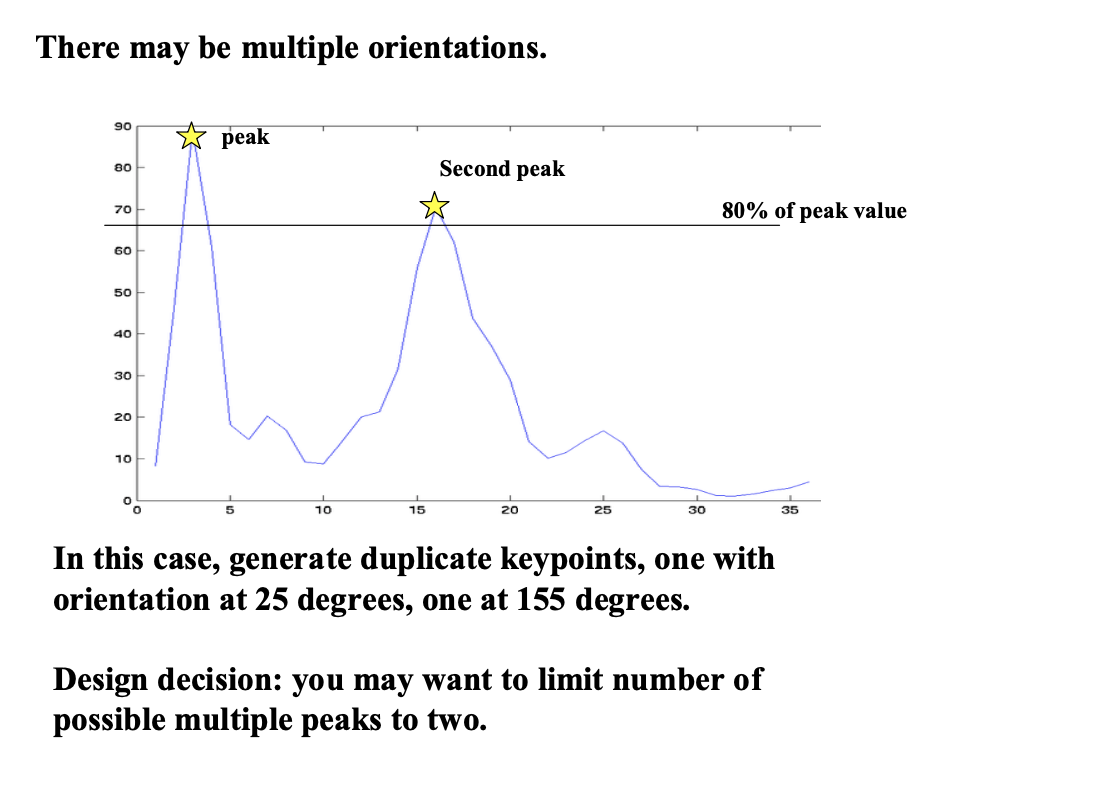 There may be multiple orientations.
peak
Second peak
80% of peak value
90
80
70
60
50
40
30
20
10
0
0 5 10 15 20 25 30 35
In this case, generate duplicate keypoints, one with
orientation at 25 degrees, one at 155 degrees.
Design decision: you may want to limit number of
possible multiple peaks to two.